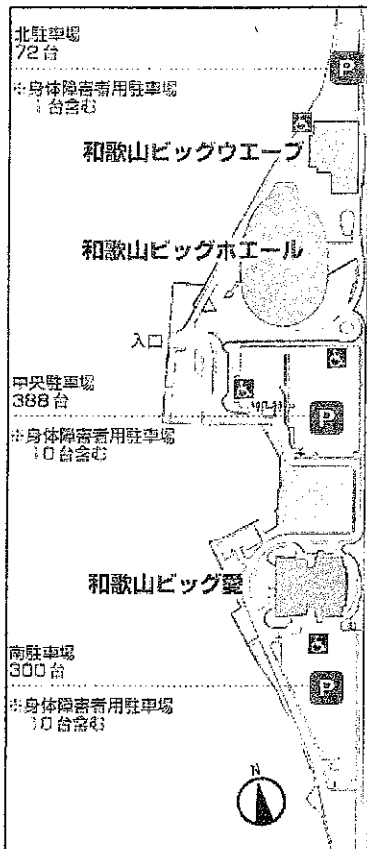 北駐車場
72台
※身体障害者用駐車場
1台含む
和歌山ビッグウエーブ
和歌山ビッグホエール
入口
中央駐車場
388台
※身体障害者用駐車場
10台含む
和歌山ビッグ愛
南駐車場
300台
※身体障害者用駐車場
10台含む
P
P
P
N